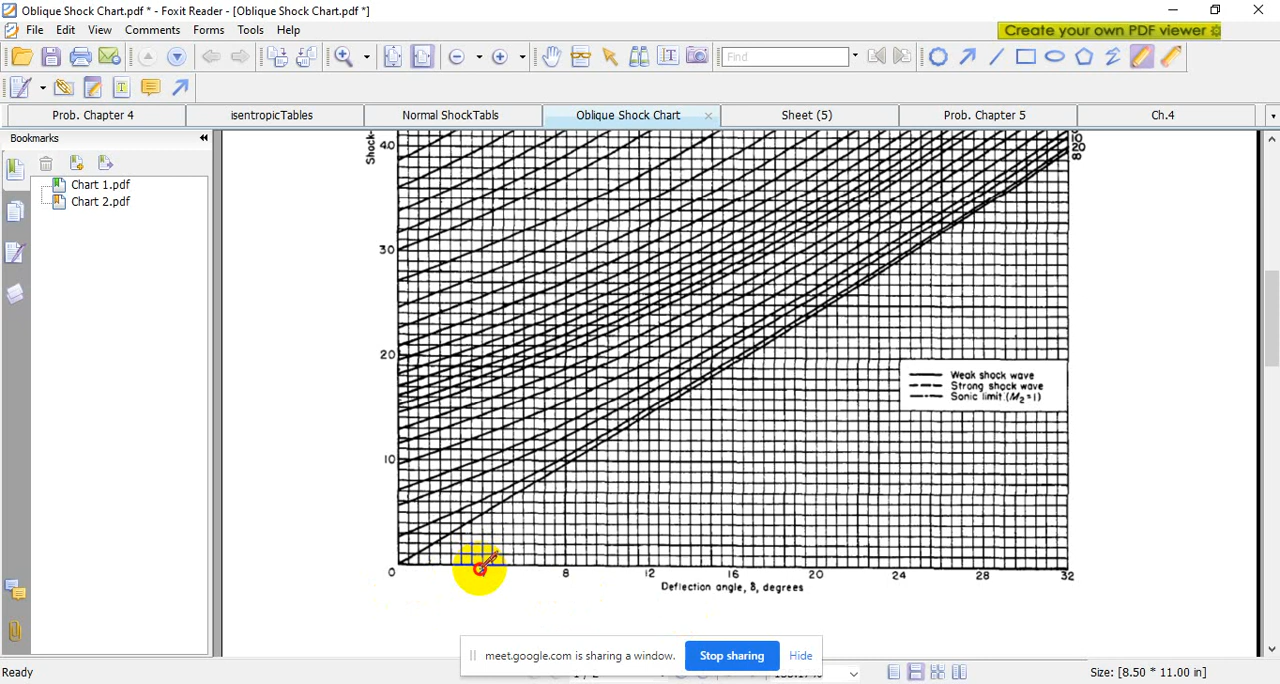 Oblique Shock Chart.pdf * - Foxit Reader - [Oblique Shock Chart.pdf *]
File Edit View Comments Forms Tools Help
Create your own PDF viewer
Find
Prob. Chapter 4
isentropicTables
Normal ShockTables
Oblique Shock Chart
Sheet (5)
Prob. Chapter 5
Ch.4
Bookmarks
Chart 1.pdf
Chart 2.pdf
Shock
40
30
20
10
0
8 12 16 20 24 28 32
Deflection angle, δ, degrees
20
8
Weak shock wave
Strong shock wave
Sonic limit (M2=1)
meet.google.com is sharing a window.
Stop sharing
Hide
Ready
Size: [8.50 * 11.00 in]